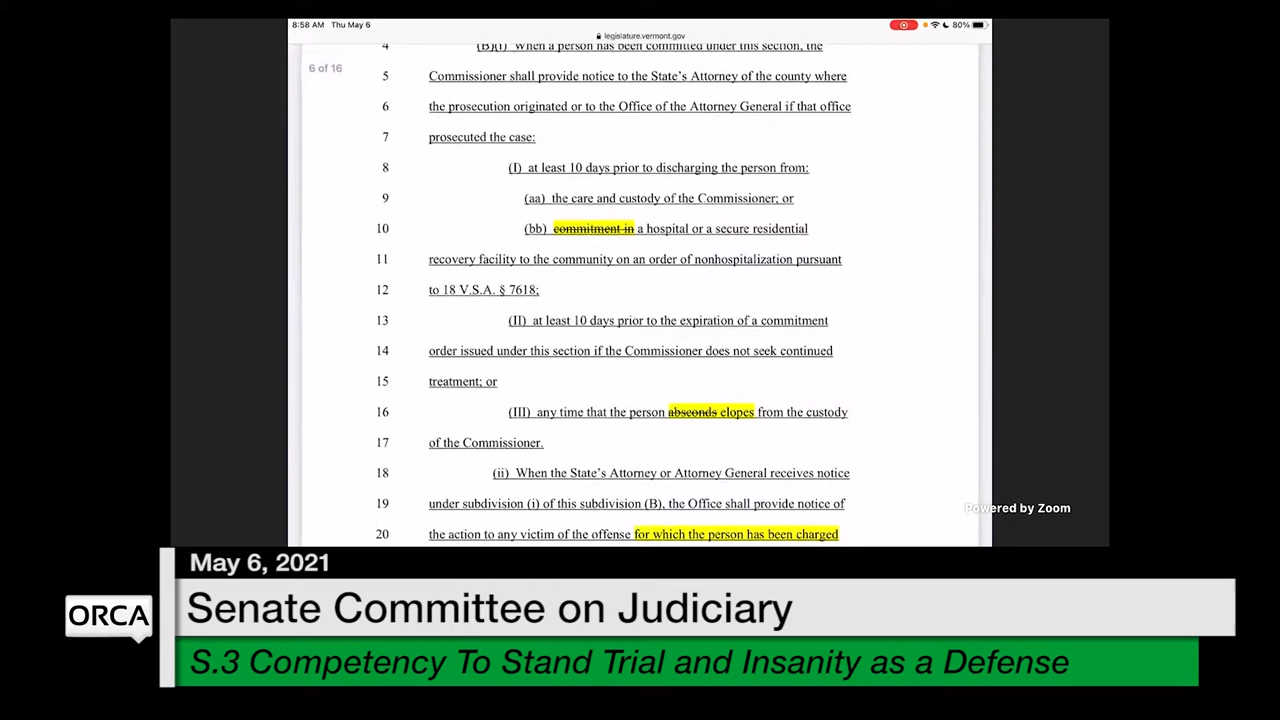 8:58 AM Thu May 6
80%
legislature.vermont.gov
6 of 16
4 (B)(i) When a person has been committed under this section, the
5 Commissioner shall provide notice to the State's Attorney of the county where
6 the prosecution originated or to the Office of the Attorney General if that office
7 prosecuted the case:
8 (I) at least 10 days prior to discharging the person from:
9 (aa) the care and custody of the Commissioner; or
10 (bb) commitment in a hospital or a secure residential
11 recovery facility to the community on an order of nonhospitalization pursuant
12 to 18 V.S.A. § 7618;
13 (II) at least 10 days prior to the expiration of a commitment
14 order issued under this section if the Commissioner does not seek continued
15 treatment; or
16 (III) any time that the person absconds elopes from the custody
17 of the Commissioner.
18 (ii) When the State's Attorney or Attorney General receives notice
19 under subdivision (i) of this subdivision (B), the Office shall provide notice of
20 the action to any victim of the offense for which the person has been charged
Powered by Zoom
May 6, 2021
ORCA
Senate Committee on Judiciary
S.3 Competency To Stand Trial and Insanity as a Defense